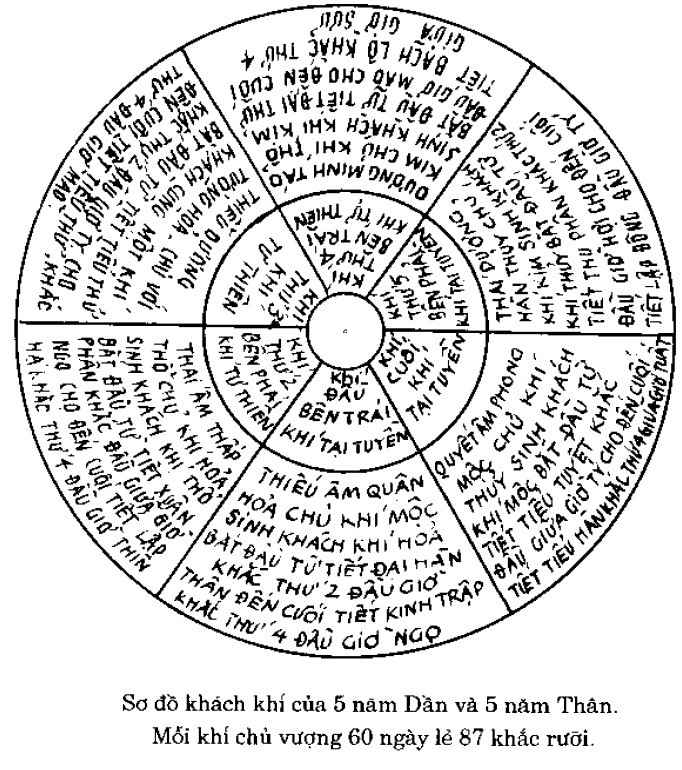 DƯƠNG MINH TÁO
KIM CHỦ KHÍ THỔ
SINH KHÁCH KHÍ KIM
BẮT ĐẦU TỪ TIẾT ĐẠI THỬ
ĐẦU GIỜ MÃO CHO ĐẾN CUỐI
TIẾT BẠCH LỘ KHẮC THỨ 4
GIỮA GIỜ SỬU
KHÍ
THỨ 4
BÊN TRÁI
KHÍ TƯ THIÊN
THÁI DƯƠNG
HÀN THỦY CHỦ
KHÍ KIM SINH KHÁCH
KHÍ THỦY BẮT ĐẦU TỪ
TIẾT THU PHÂN KHẮC THỨ 2
ĐẦU GIỜ HỢI CHO ĐẾN CUỐI
TIẾT LẬP ĐÔNG ĐẦU GIỜ TÝ
KHÍ
THỨ 5
BÊN PHẢI
KHÍ TẠI TUYỀN
QUYẾT ÂM PHONG
MỘC CHỦ KHÍ
THỦY SINH KHÁCH
KHÍ MỘC BẮT ĐẦU TỪ
TIẾT TIỂU TUYẾT KHẮC
ĐẦU GIỮA GIỜ TỴ CHO ĐẾN CUỐI
TIẾT TIỂU HÀN KHẮC THỨ 4 GIỮA GIỜ TUẤT
KHÍ
CUỐI
KHÍ
TẠI TUYỀN
KHÍ
ĐẦU
BÊN TRÁI
KHÍ TẠI TUYỀN
THIẾU ÂM QUÂN
HOẢ CHỦ KHÍ MỘC
SINH KHÁCH KHÍ HOẢ
BẮT ĐẦU TỪ TIẾT ĐẠI HÀN
KHẮC THỨ 2 ĐẦU GIỜ
THÂN ĐẾN CUỐI TIẾT KINH TRẬP
KHẮC THỨ 4 ĐẦU GIỜ NGỌ
KHÍ
THỨ 2
BÊN PHẢI
KHÍ TƯ THIÊN
THÁI ÂM THẤP
THỔ CHỦ KHÍ HOẢ,
SINH KHÁCH KHÍ THỔ
BẮT ĐẦU TỪ TIẾT XUÂN
PHÂN KHẮC ĐẦU GIỮA GIỜ
NGỌ CHO ĐẾN CUỐI TIẾT LẬP
HẠ KHẮC THỨ 4 ĐẦU GIỜ THÌN
KHÍ
THỨ 3
KHÍ
TƯ THIÊN
THIẾU DƯƠNG
TƯỚNG HỎA, CHỦ VỚI
KHÁCH CÙNG MỘT KHÍ
BẮT ĐẦU TỪ TIẾT TIỂU
KHẮC THỨ 2 ĐẦU GIỜ TỴ, CHO
ĐẾN CUỐI TIẾT TIỂU THỬ, KHẮC
THỨ 4 ĐẦU GIỜ MÃO
Sơ đồ khách khí của 5 năm Dần và 5 năm Thân.
Mỗi khí chủ vượng 60 ngày lẻ 87 khắc rưỡi.